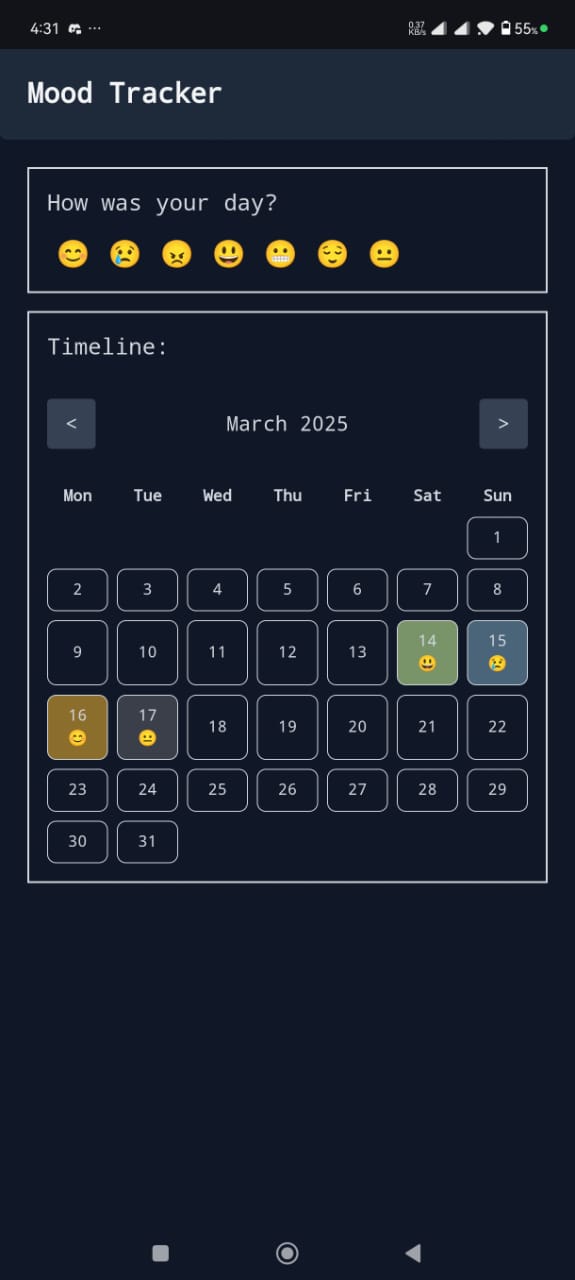 4:31 ... 0.37 KB/s 55%
Mood Tracker
How was your day?
😊 😢 😠 😃 😬 😌 😐
Timeline:
< March 2025 >
Mon Tue Wed Thu Fri Sat Sun
1
2 3 4 5 6 7 8
9 10 11 12 13 14 15
😃 😢
16 17 18 19 20 21 22
😊 😐
23 24 25 26 27 28 29
30 31